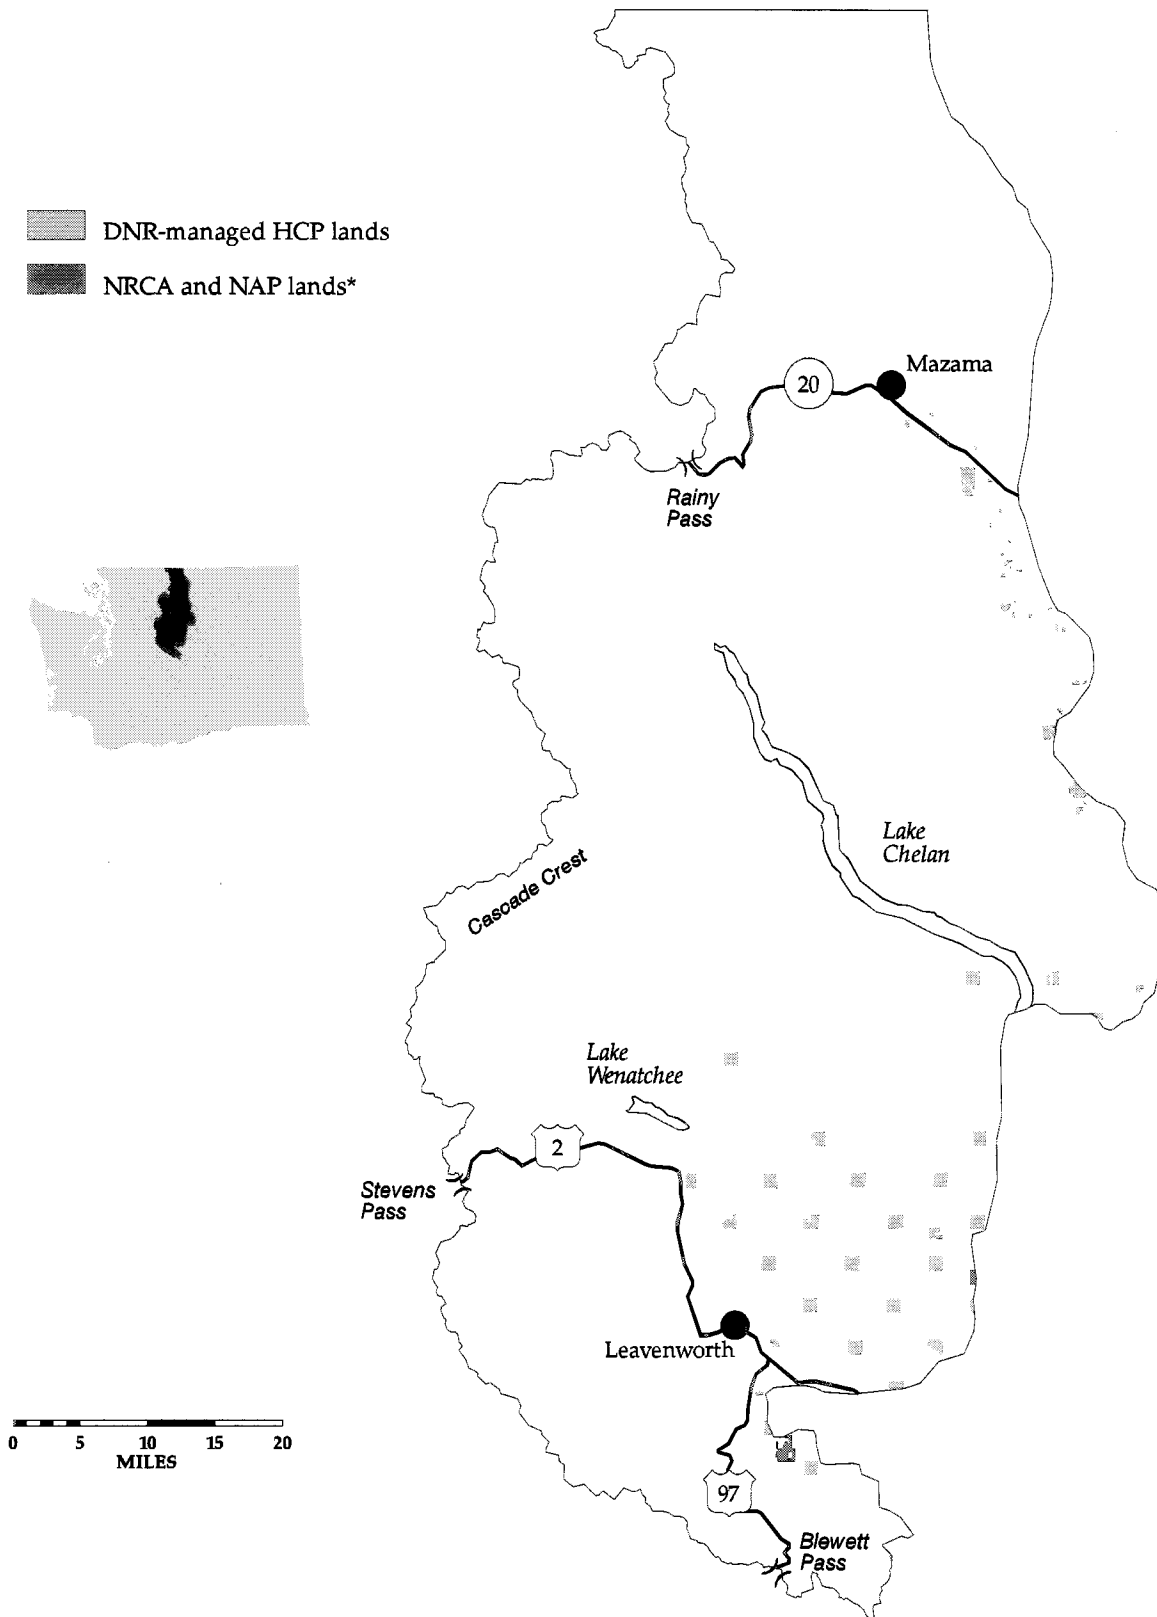 DNR-managed HCP lands
NRCA and NAP lands*
Mazama
20
Rainy
Pass
Lake
Chelan
Cascade Crest
Lake
Wenatchee
2
Stevens
Pass
Leavenworth
0 5 10 15 20
MILES
97
Blewett
Pass